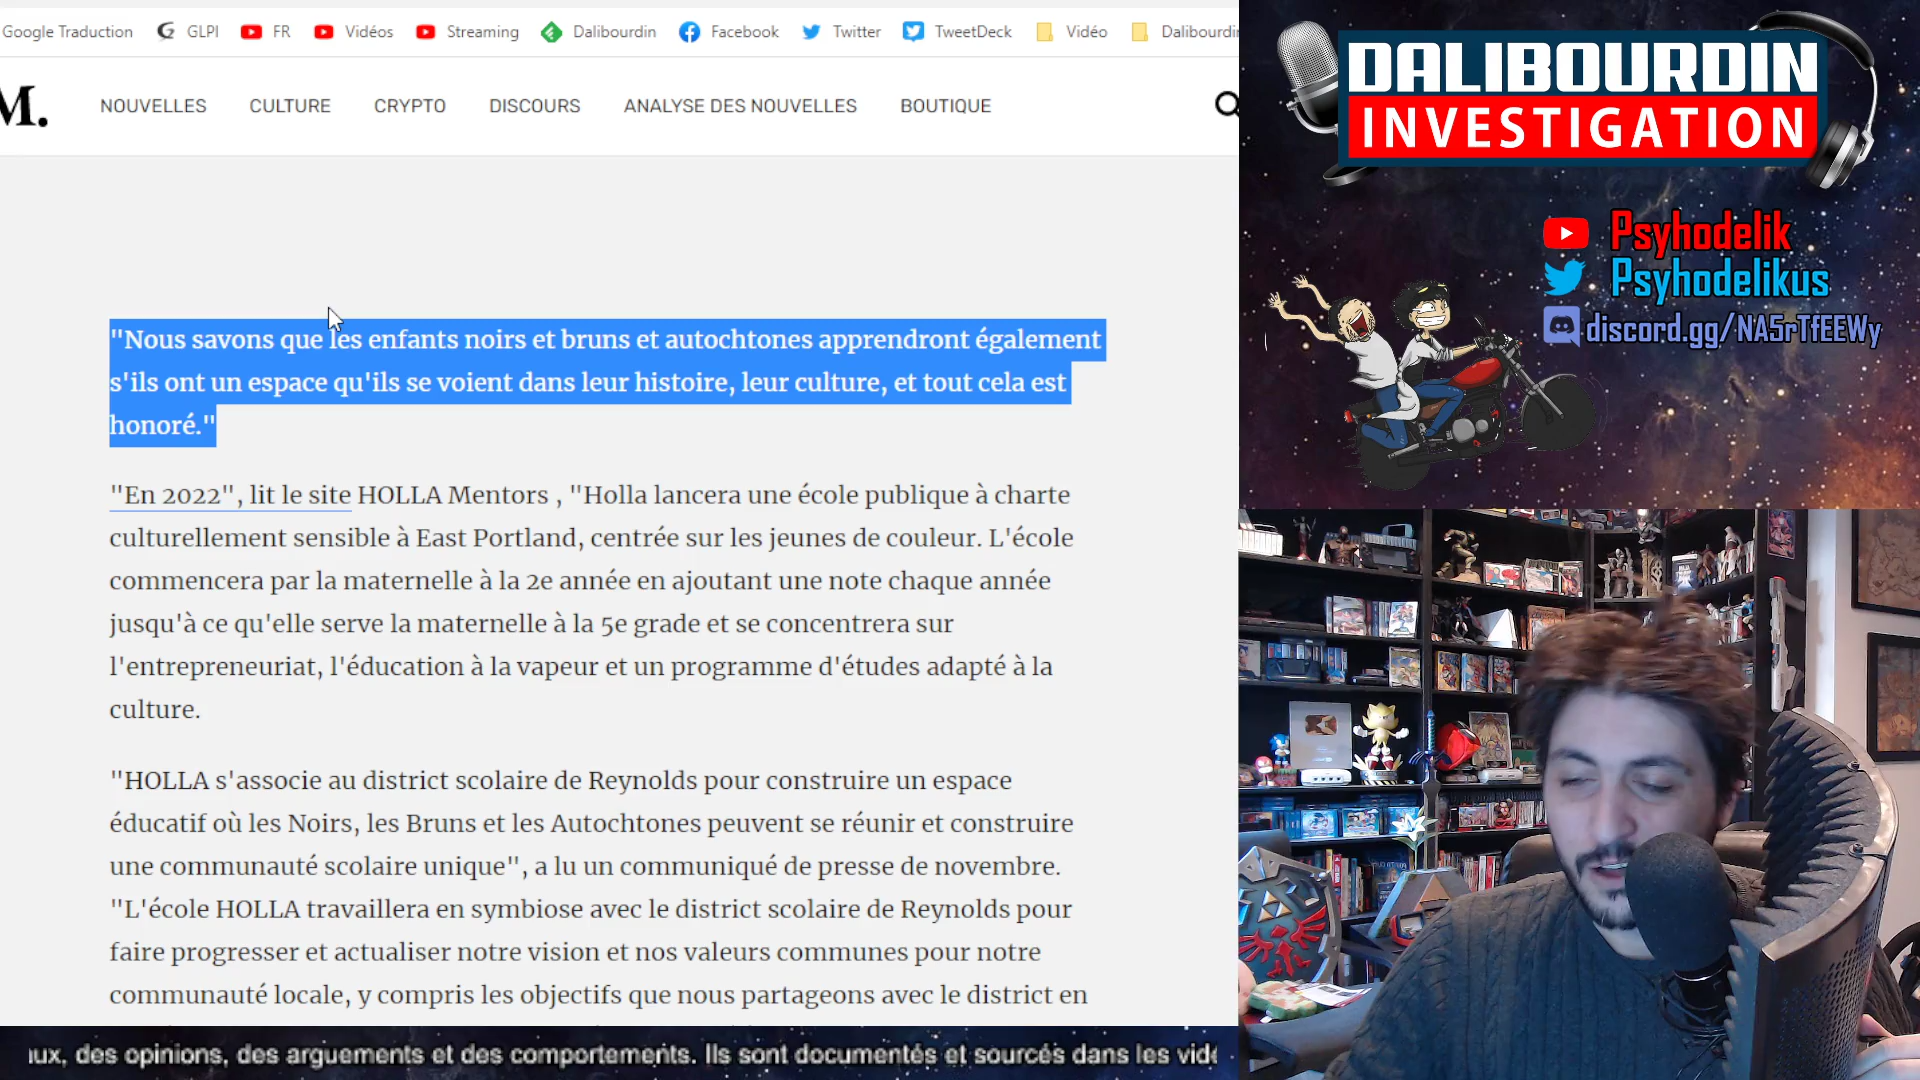 Google Traduction GLPI FR Vidéos Streaming Dalibourdin Facebook Twitter TweetDeck Vidéo Dalibourdin
M. NOUVELLES CULTURE CRYPTO DISCOURS ANALYSE DES NOUVELLES BOUTIQUE
"Nous savons que les enfants noirs et bruns et autochtones apprendront également
s'ils ont un espace qu'ils se voient dans leur histoire, leur culture, et tout cela est
honoré."
"En 2022", lit le site HOLLA Mentors , "Holla lancera une école publique à charte
culturellement sensible à East Portland, centrée sur les jeunes de couleur. L'école
commencera par la maternelle à la 2e année en ajoutant une note chaque année
jusqu'à ce qu'elle serve la maternelle à la 5e grade et se concentrera sur
l'entrepreneuriat, l'éducation à la vapeur et un programme d'études adapté à la
culture.
"HOLLA s'associe au district scolaire de Reynolds pour construire un espace
éducatif où les Noirs, les Bruns et les Autochtones peuvent se réunir et construire
une communauté scolaire unique", a lu un communiqué de presse de novembre.
"L'école HOLLA travaillera en symbiose avec le district scolaire de Reynolds pour
faire progresser et actualiser notre vision et nos valeurs communes pour notre
communauté locale, y compris les objectifs que nous partageons avec le district en
ux, des opinions, des arguements et des comportements. Ils sont documentés et sourcés dans les vid
DALIBOURDIN
INVESTIGATION
Psyhodelik
Psyhodelikus
discord.gg/NA5rTfEEWy